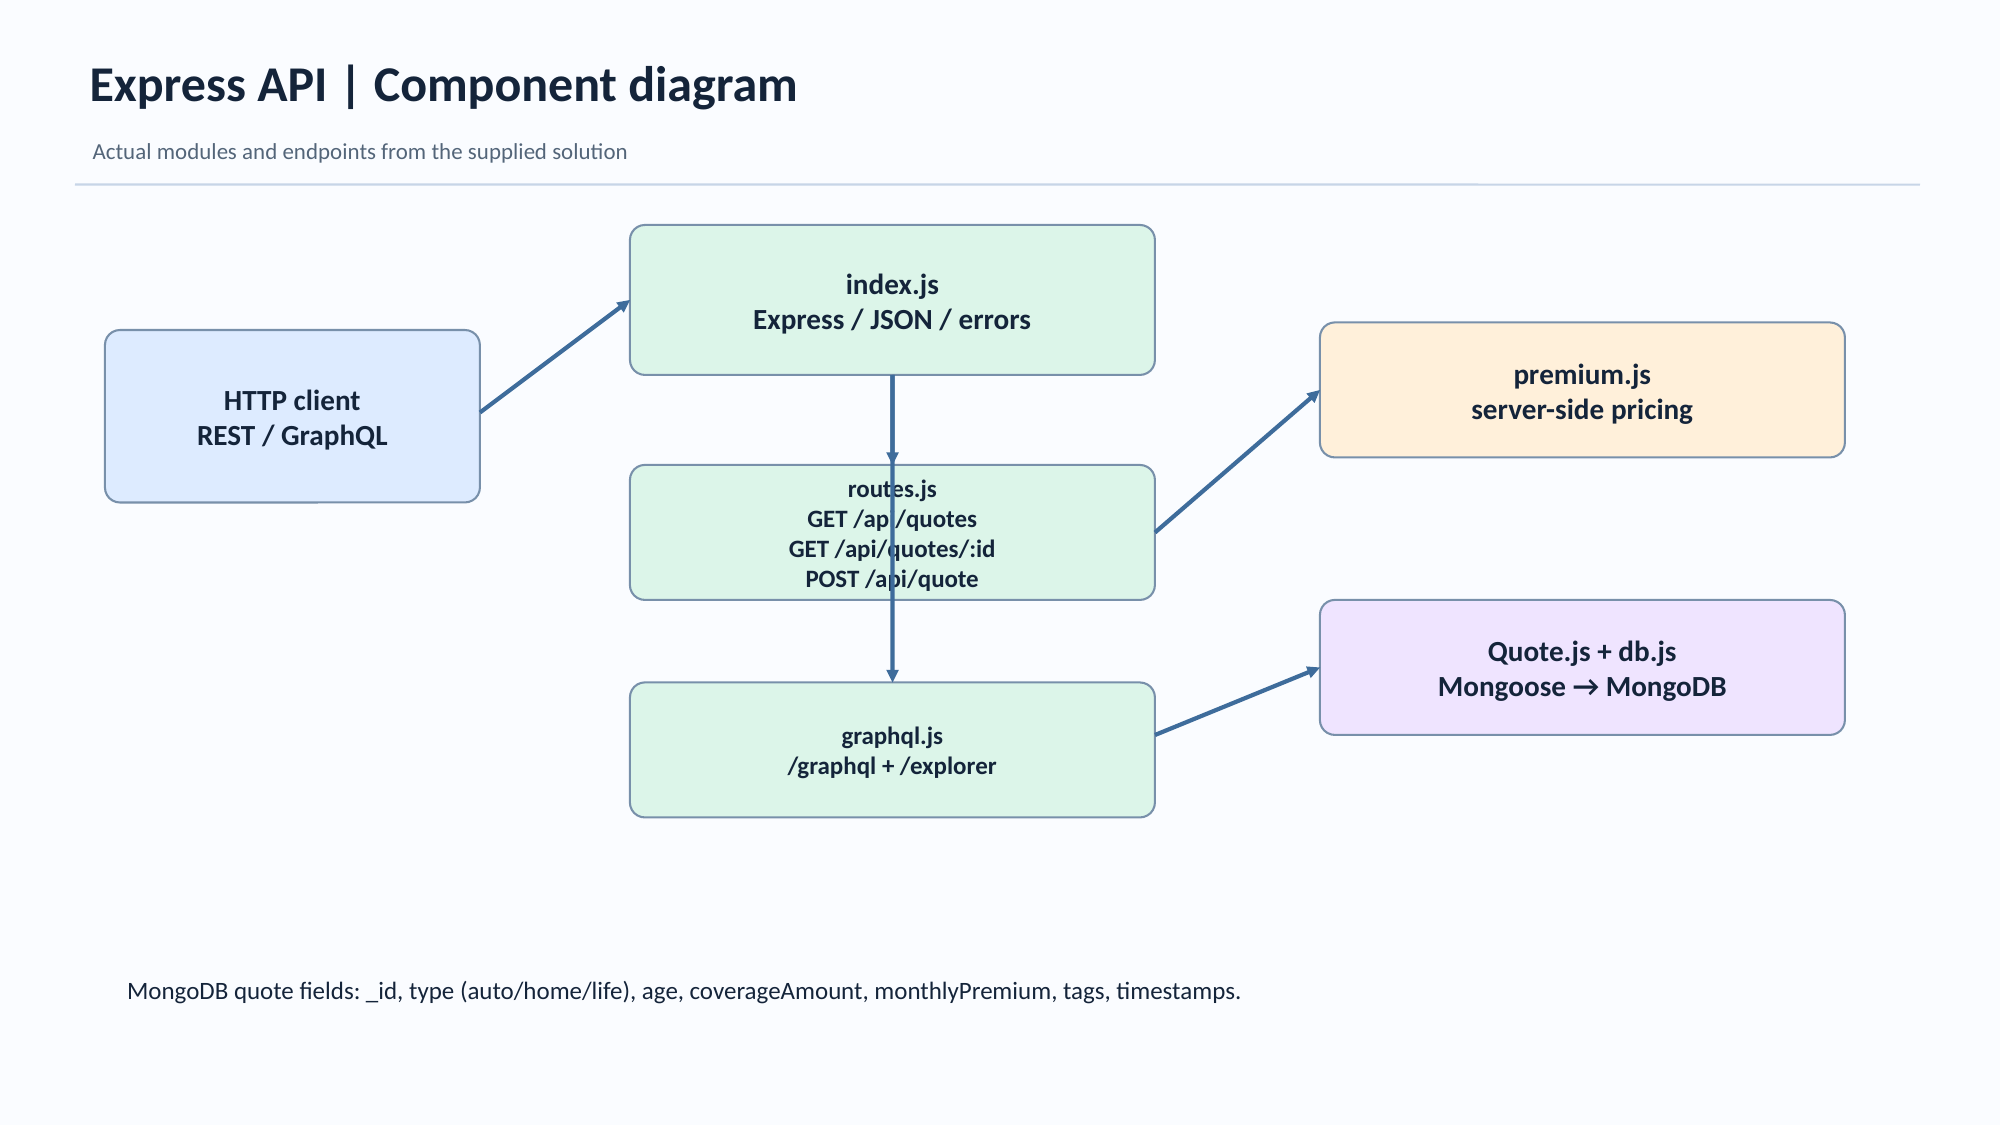 Express API | Component diagram
Actual modules and endpoints from the supplied solution
index.js
Express / JSON / errors
HTTP client
REST / GraphQL
premium.js
server-side pricing
routes.js
GET /api/quotes
GET /api/quotes/:id
POST /api/quote
Quote.js + db.js
Mongoose → MongoDB
graphql.js
/graphql + /explorer
MongoDB quote fields: _id, type (auto/home/life), age, coverageAmount, monthlyPremium, tags, timestamps.